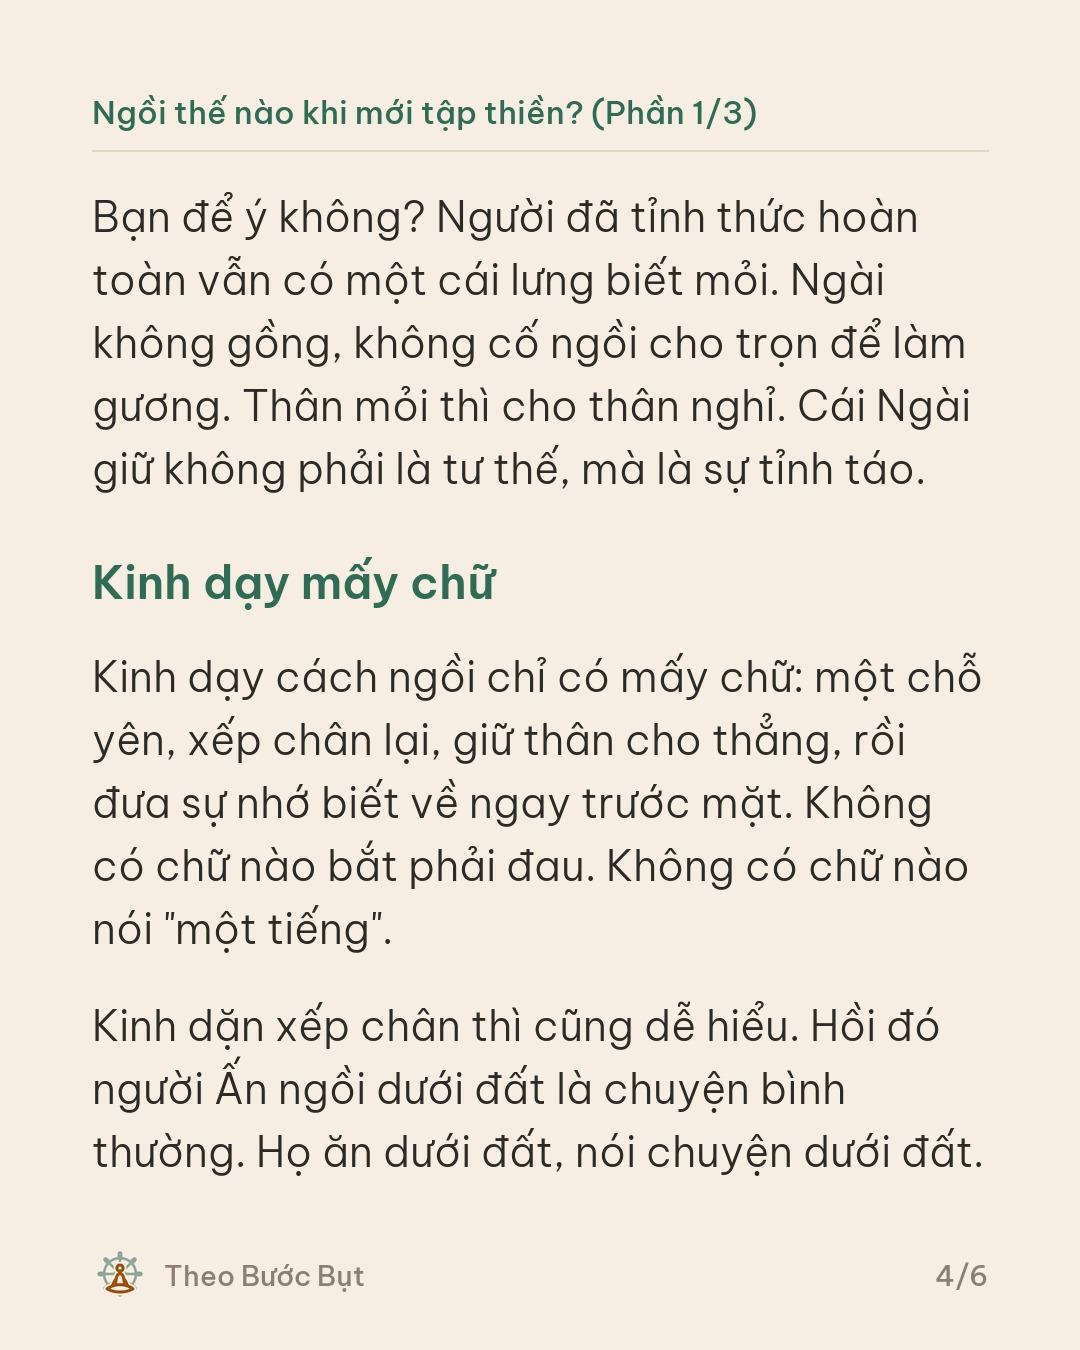 Ngồi thế nào khi mới tập thiền? (Phần 1/3)
Bạn để ý không? Người đã tỉnh thức hoàn
toàn vẫn có một cái lưng biết mỏi. Ngài
không gồng, không cố ngồi cho trọn để làm
gương. Thân mỏi thì cho thân nghỉ. Cái Ngài
giữ không phải là tư thế, mà là sự tỉnh táo.
Kinh dạy mấy chữ
Kinh dạy cách ngồi chỉ có mấy chữ: một chỗ
yên, xếp chân lại, giữ thân cho thẳng, rồi
đưa sự nhớ biết về ngay trước mặt. Không
có chữ nào bắt phải đau. Không có chữ nào
nói "một tiếng".
Kinh dặn xếp chân thì cũng dễ hiểu. Hồi đó
người Ấn ngồi dưới đất là chuyện bình
thường. Họ ăn dưới đất, nói chuyện dưới đất.
Theo Bước Bụt
4/6